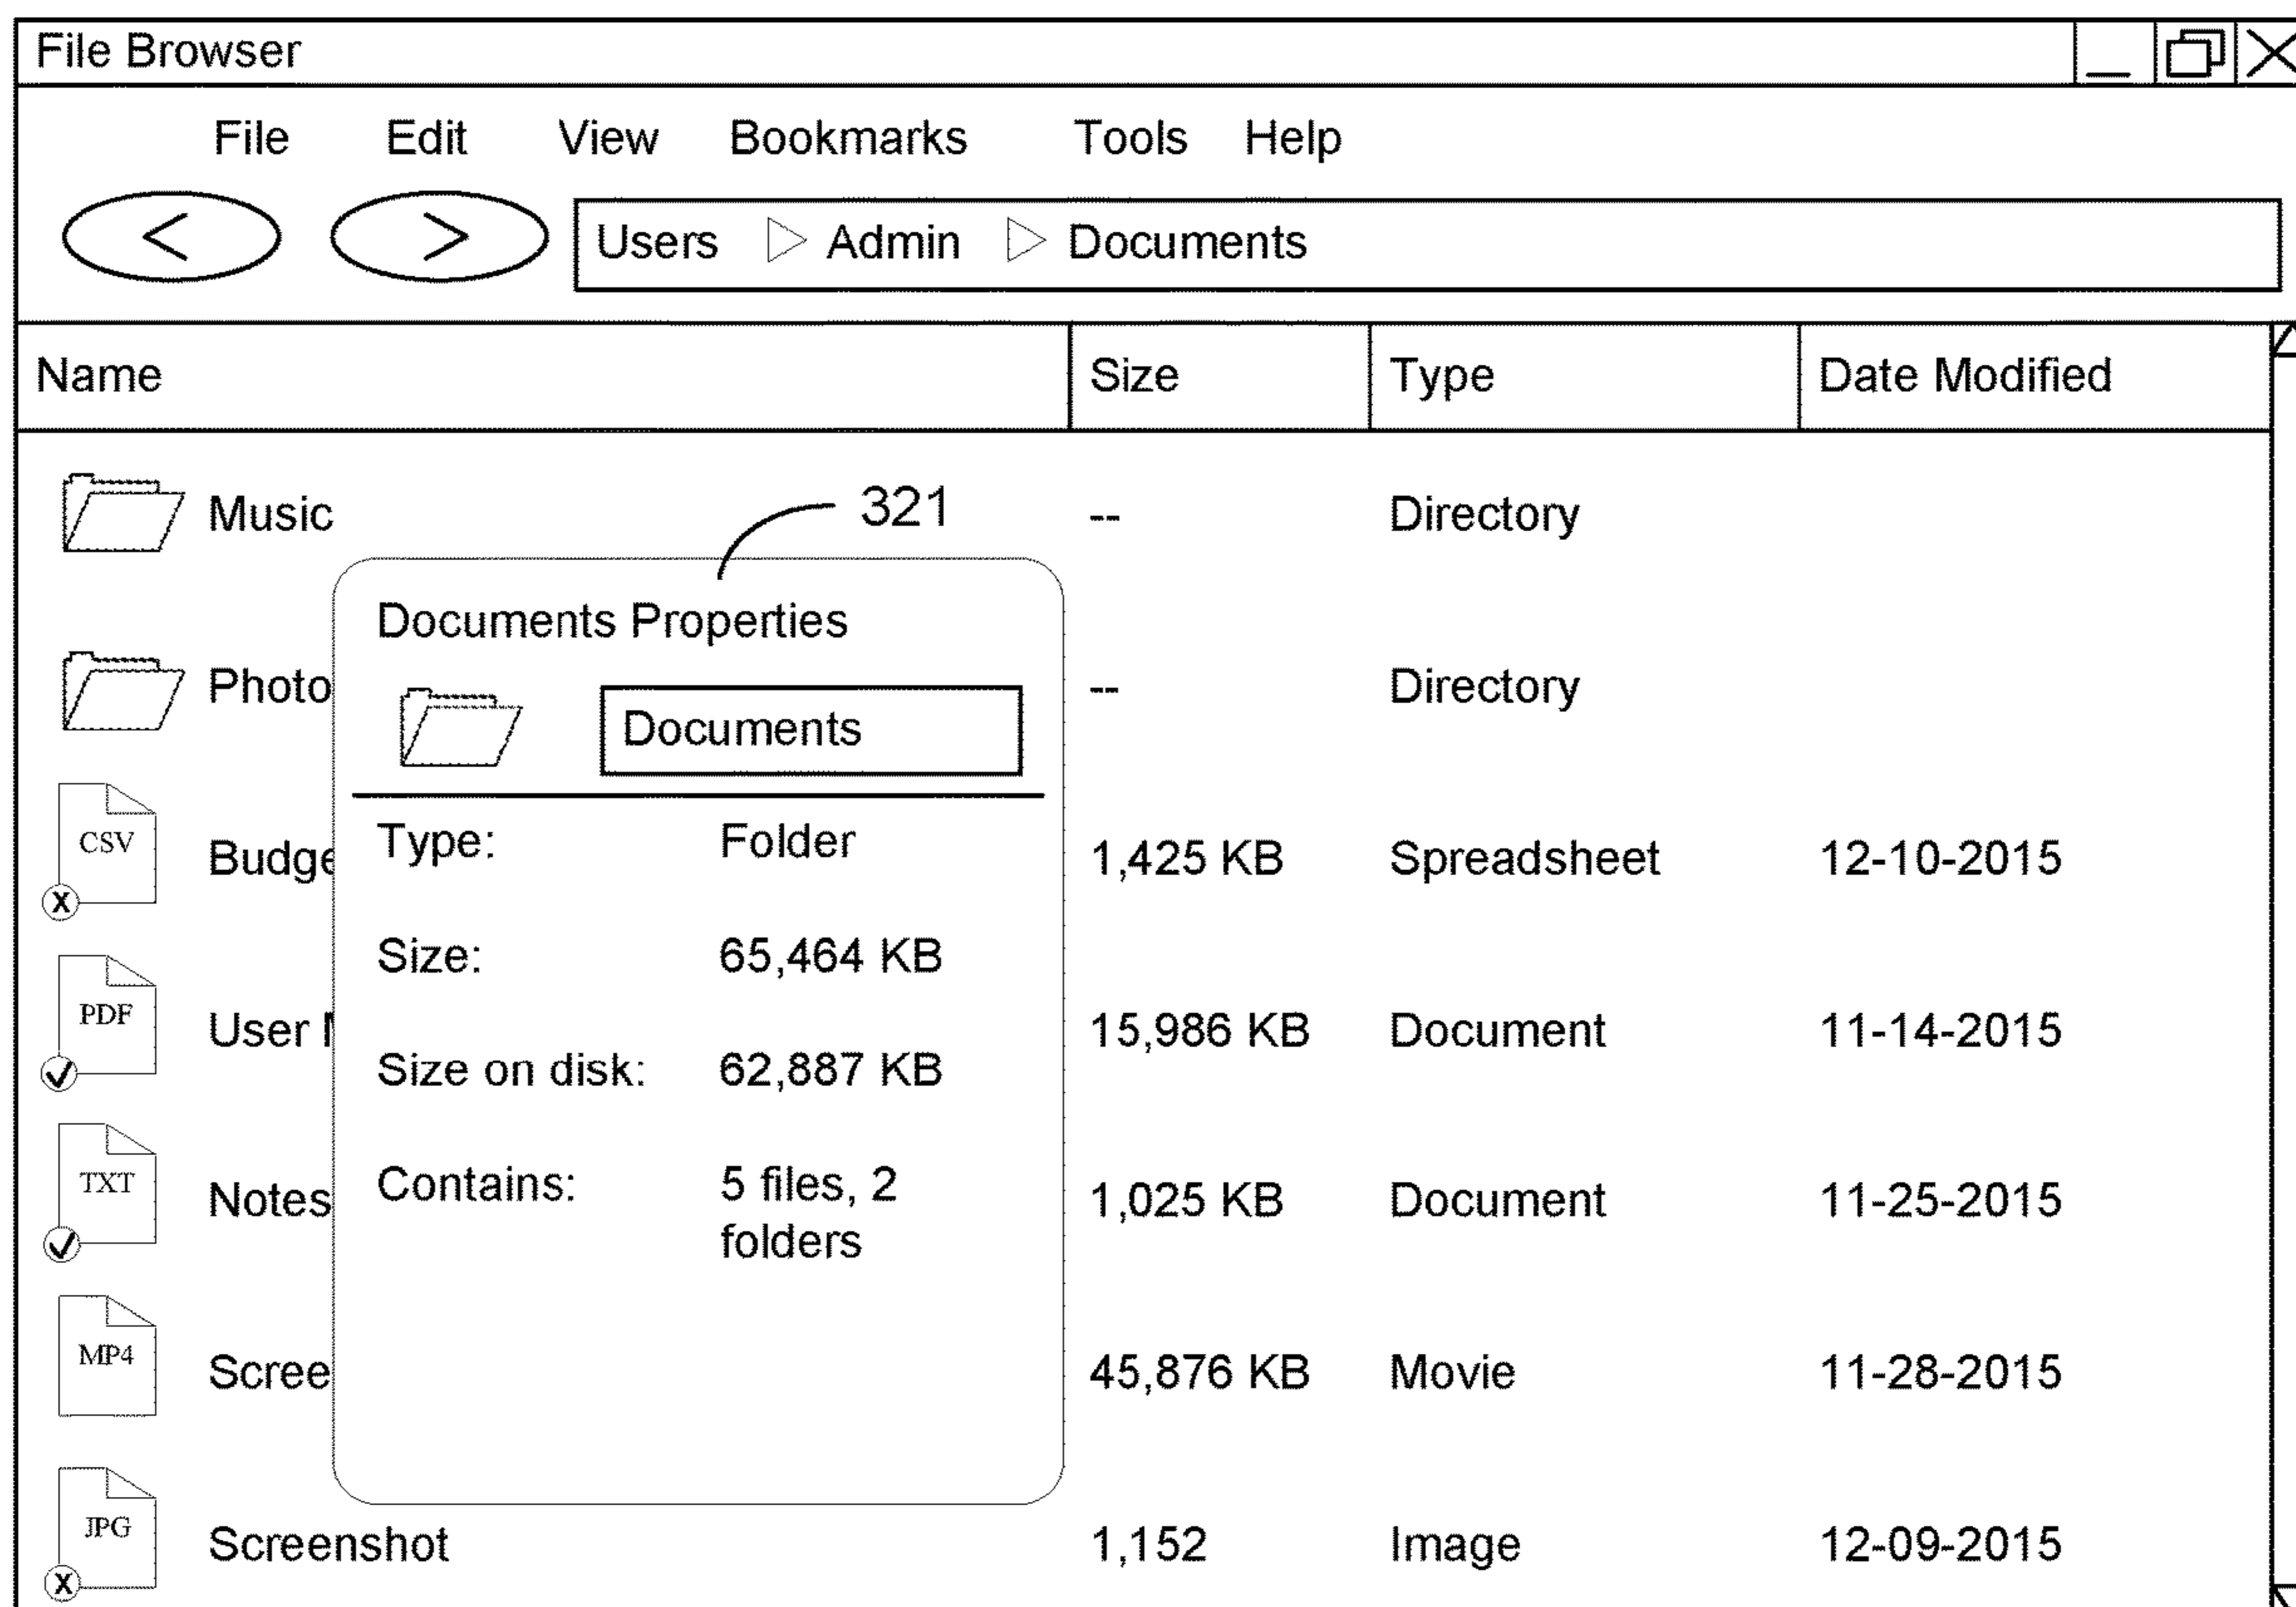 File Browser
File Edit View Bookmarks Tools Help
< > Users Admin Documents
Name Size Type Date Modified
Music 321 -- Directory
Documents Properties
Photo -- Directory
Documents
CSV Budge 1,425 KB Spreadsheet 12-10-2015
X
Type: Folder
Size: 65,464 KB
PDF User 15,986 KB Document 11-14-2015
Size on disk: 62,887 KB
TXT Notes 1,025 KB Document 11-25-2015
Contains: 5 files, 2
folders
MP4 Scree 45,876 KB Movie 11-28-2015
JPG Screenshot 1,152 Image 12-09-2015
X